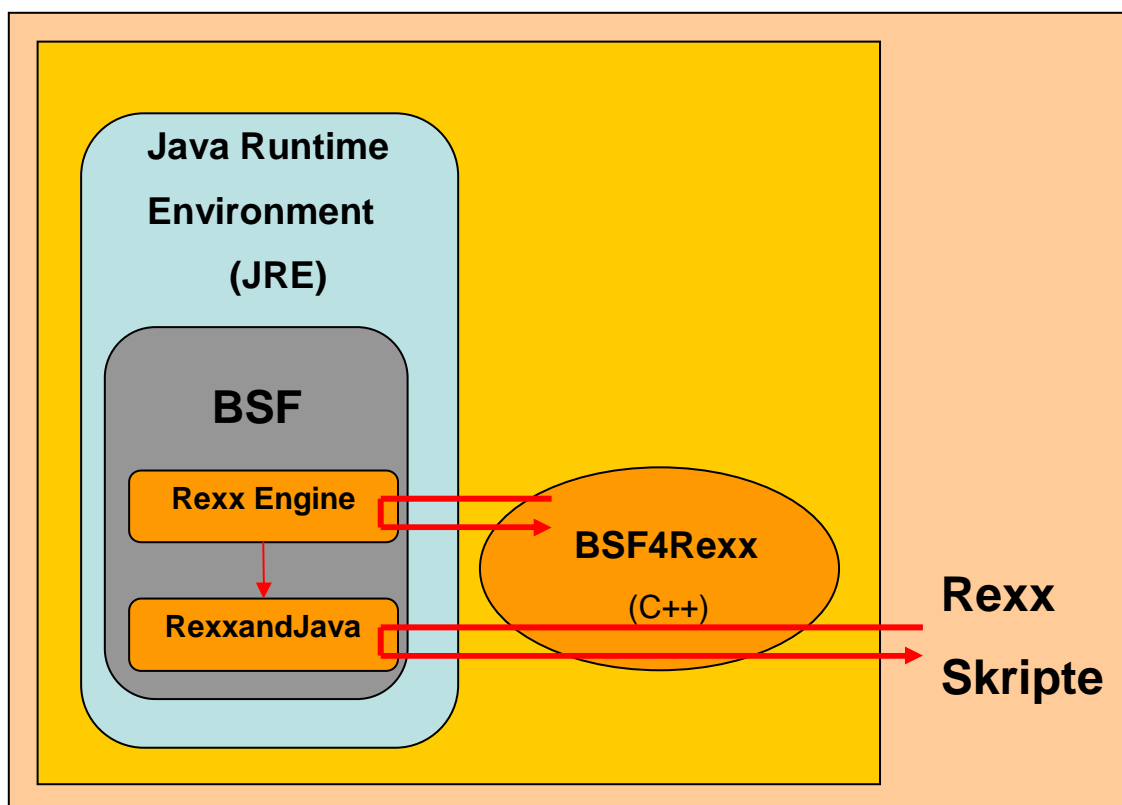 Java Runtime
Environment
(JRE)
BSF
Rexx Engine
RexxandJava
BSF4Rexx
(C++)
Rexx
Skripte